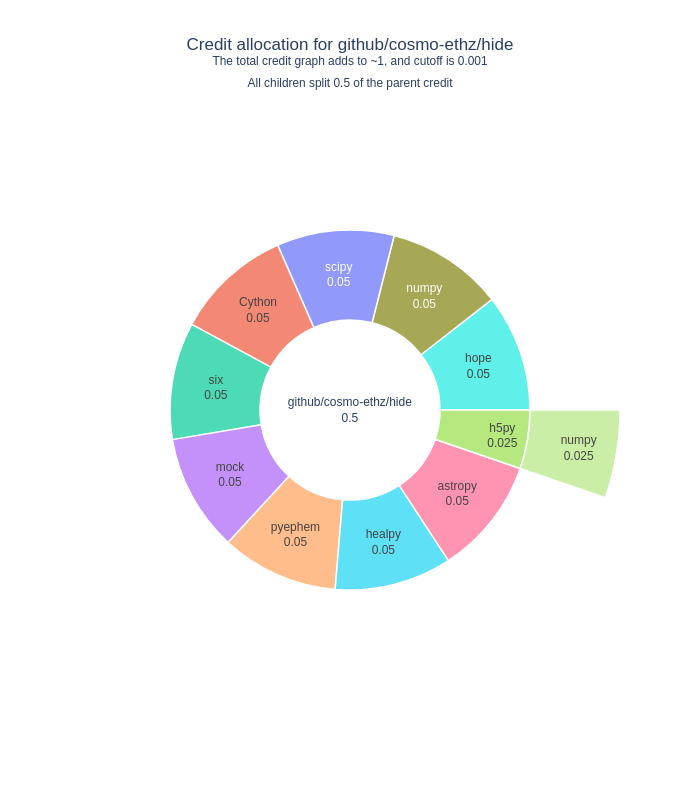 Credit allocation for github/cosmo-ethz/hide
The total credit graph adds to ~1, and cutoff is 0.001
All children split 0.5 of the parent credit
scipy
0.05
numpy
0.05
Cython
0.05
hope
0.05
six
0.05
github/cosmo-ethz/hide
0.5
h5py
0.025
numpy
0.025
mock
0.05
astropy
0.05
pyephem
0.05
healpy
0.05